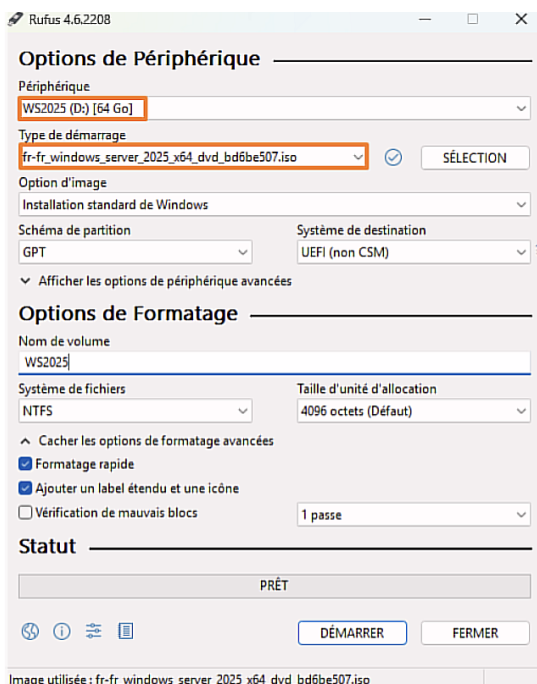 Rufus 4.6.2208
Options de Périphérique
Périphérique
WS2025 (D:) [64 Go]
Type de démarrage
fr-fr_windows_server_2025_x64_dvd_bd6be507.iso
SÉLECTION
Option d'image
Installation standard de Windows
Schéma de partition
Système de destination
GPT
UEFI (non CSM)
Afficher les options de périphérique avancées
Options de Formatage
Nom de volume
WS2025
Système de fichiers
Taille d'unité d'allocation
NTFS
4096 octets (Défaut)
Cacher les options de formatage avancées
Formatage rapide
Ajouter un label étendu et une icône
Vérification de mauvais blocs
1 passe
Statut
PRÊT
DÉMARRER
FERMER
Image utilisée : fr-fr_windows_server_2025_x64_dvd_bd6be507.iso